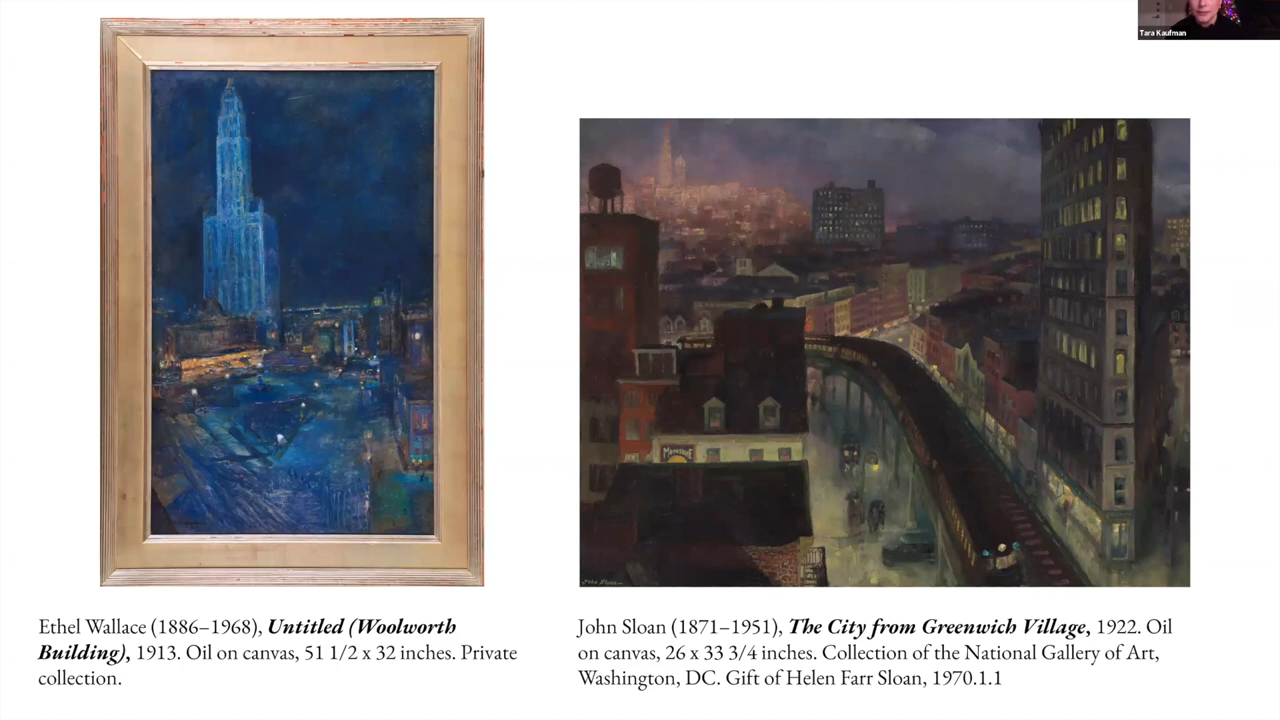 Tara Kaufman
MOONSHINE
John Sloan
Ethel Wallace (1886–1968), Untitled (Woolworth
Building), 1913. Oil on canvas, 51 1/2 x 32 inches. Private
collection.
John Sloan (1871–1951), The City from Greenwich Village, 1922. Oil
on canvas, 26 x 33 3/4 inches. Collection of the National Gallery of Art,
Washington, DC. Gift of Helen Farr Sloan, 1970.1.1